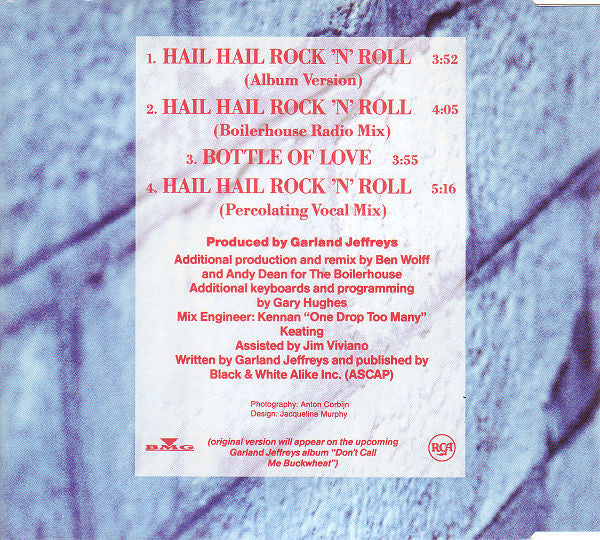 1. HAIL HAIL ROCK 'N' ROLL 3:52
(Album Version)
2. HAIL HAIL ROCK 'N' ROLL 4:05
(Boilerhouse Radio Mix)
3. BOTTLE OF LOVE 3:55
4. HAIL HAIL ROCK 'N' ROLL 5:16
(Percolating Vocal Mix)
Produced by Garland Jeffreys
Additional production and remix by Ben Wolff
and Andy Dean for The Boilerhouse
Additional keyboards and programming
by Gary Hughes
Mix Engineer: Kennan "One Drop Too Many"
Keating
Assisted by Jim Viviano
Written by Garland Jeffreys and published by
Black & White Alike Inc. (ASCAP)
Photography: Anton Corbijn
Design: Jacqueline Murphy
BMG
(original version will appear on the upcoming
Garland Jeffreys album "Don't Call
Me Buckwheat")
RCA